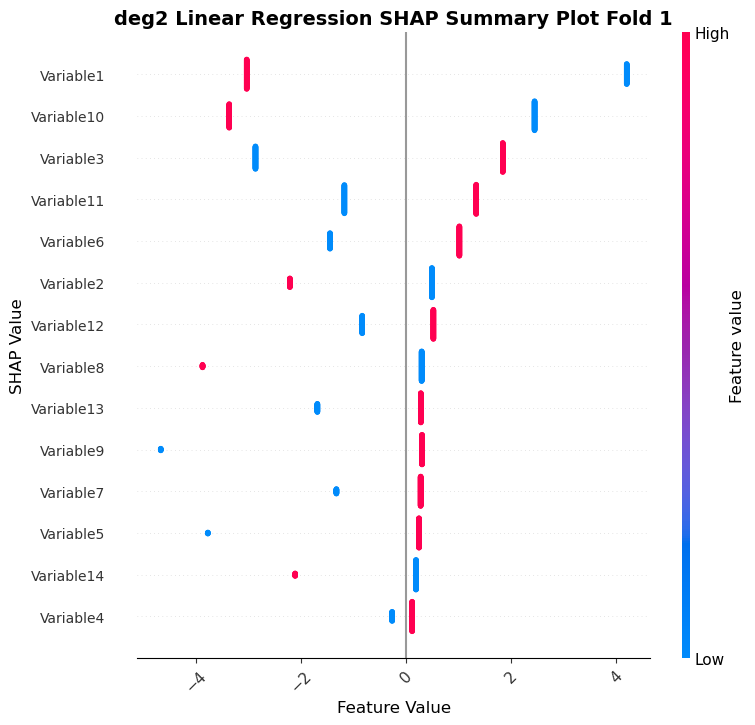 deg2 Linear Regression SHAP Summary Plot Fold 1
High
Variable1
Variable10
Variable3
Variable11
Variable6
Variable2
Variable12
Variable8
Variable13
Variable9
Variable7
Variable5
Variable14
Variable4
SHAP Value
Feature value
Low
−4
−2
0
2
4
Feature Value